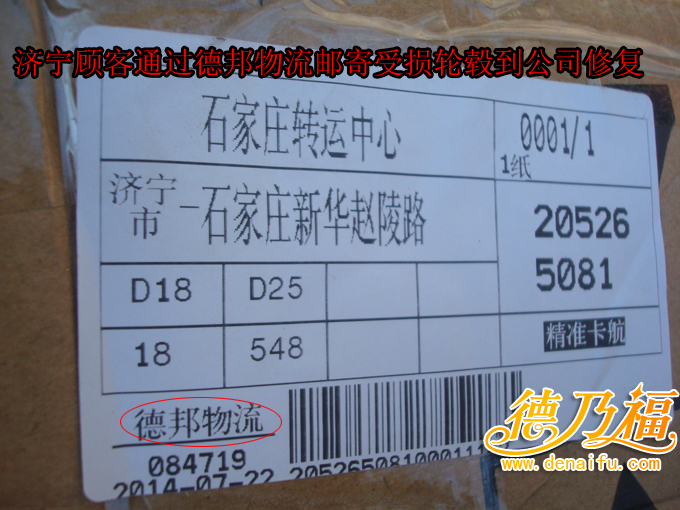 济宁顾客通过德邦物流邮寄受损轮毂到公司修复
石家庄转运中心
0001/1
1纸
济宁市-石家庄新华赵陵路
20526
5081
D18 D25
18 548
精准卡航
德邦物流
084719
2014-07-22 205265081000111
德乃福
www.denaifu.com